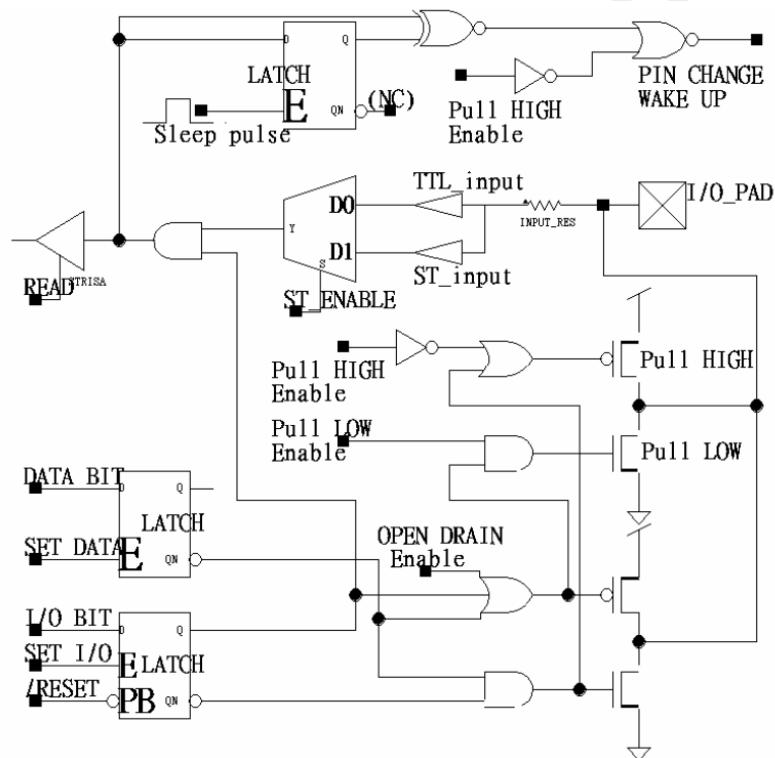 D
Q
LATCH
E
QN
(NC)
Sleep pulse
Pull HIGH
Enable
PIN CHANGE
WAKE UP
TTL_input
D0
Y
D1
S
INPUT_RES
I/O_PAD
ST_input
READ
TRISA
ST_ENABLE
Pull HIGH
Enable
Pull HIGH
Pull LOW
Enable
Pull LOW
DATA BIT
D
Q
LATCH
SET DATA
E
QN
OPEN DRAIN
Enable
I/O BIT
D
Q
SET I/O
E
LATCH
/RESET
PB
QN